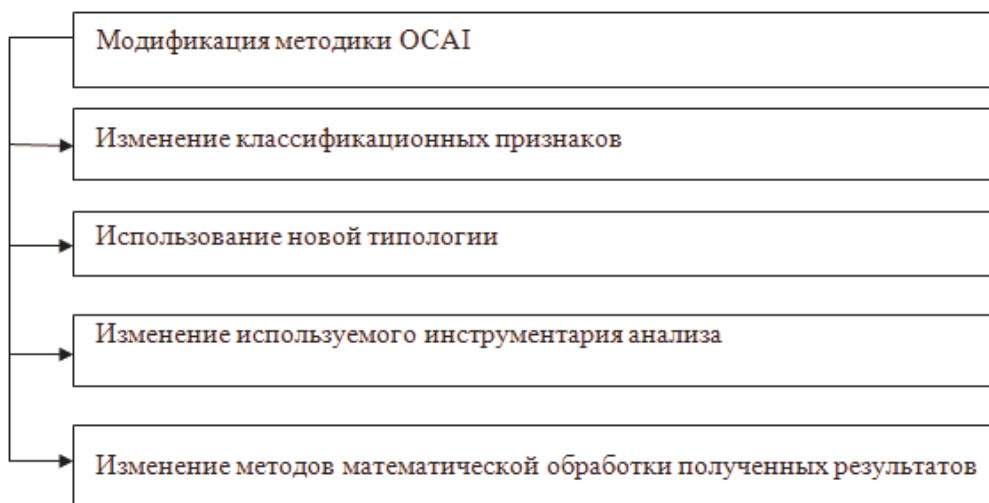 Модификация методики OCAI
Изменение классификационных признаков
Использование новой типологии
Изменение используемого инструментария анализа
Изменение методов математической обработки полученных результатов